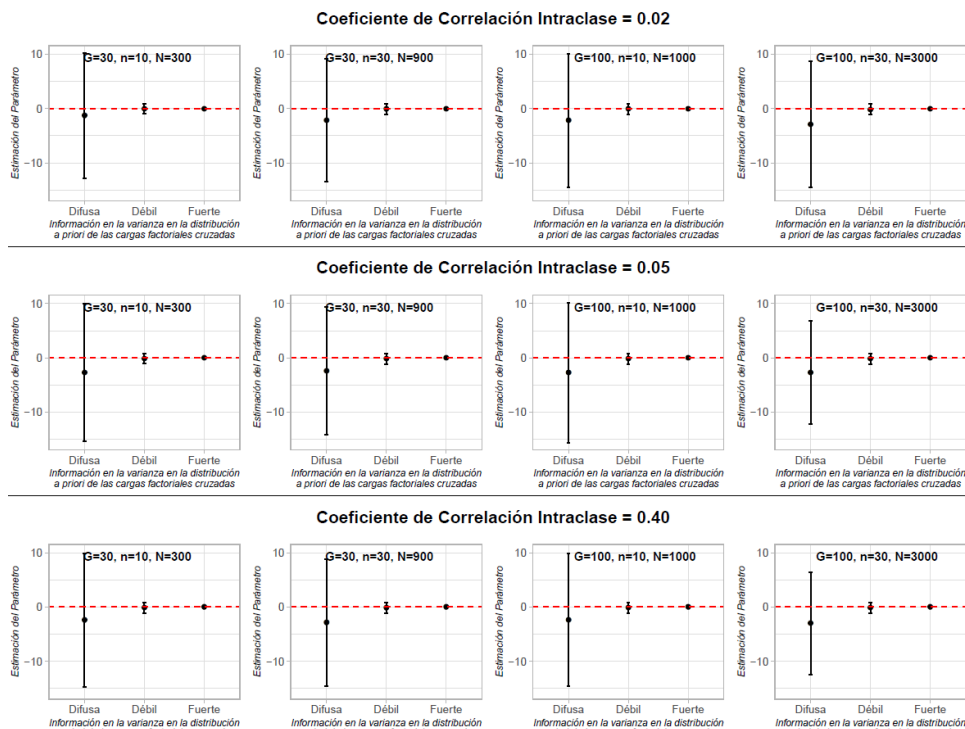 Coeficiente de Correlación Intraclase = 0.02
G=30, n=10, N=300
G=30, n=30, N=900
G=100, n=10, N=1000
G=100, n=30, N=3000
Estimación del Parámetro
Estimación del Parámetro
Estimación del Parámetro
Estimación del Parámetro
10
0
−10
10
0
−10
10
0
−10
10
0
−10
Difusa Débil Fuerte
Difusa Débil Fuerte
Difusa Débil Fuerte
Difusa Débil Fuerte
Información en la varianza en la distribución
a priori de las cargas factoriales cruzadas
Información en la varianza en la distribución
a priori de las cargas factoriales cruzadas
Información en la varianza en la distribución
a priori de las cargas factoriales cruzadas
Información en la varianza en la distribución
a priori de las cargas factoriales cruzadas
Coeficiente de Correlación Intraclase = 0.05
G=30, n=10, N=300
G=30, n=30, N=900
G=100, n=10, N=1000
G=100, n=30, N=3000
Estimación del Parámetro
Estimación del Parámetro
Estimación del Parámetro
Estimación del Parámetro
10
0
−10
10
0
−10
10
0
−10
10
0
−10
Difusa Débil Fuerte
Difusa Débil Fuerte
Difusa Débil Fuerte
Difusa Débil Fuerte
Información en la varianza en la distribución
a priori de las cargas factoriales cruzadas
Información en la varianza en la distribución
a priori de las cargas factoriales cruzadas
Información en la varianza en la distribución
a priori de las cargas factoriales cruzadas
Información en la varianza en la distribución
a priori de las cargas factoriales cruzadas
Coeficiente de Correlación Intraclase = 0.40
G=30, n=10, N=300
G=30, n=30, N=900
G=100, n=10, N=1000
G=100, n=30, N=3000
Estimación del Parámetro
Estimación del Parámetro
Estimación del Parámetro
Estimación del Parámetro
10
0
−10
10
0
−10
10
0
−10
10
0
−10
Difusa Débil Fuerte
Difusa Débil Fuerte
Difusa Débil Fuerte
Difusa Débil Fuerte
Información en la varianza en la distribución
Información en la varianza en la distribución
Información en la varianza en la distribución
Información en la varianza en la distribución